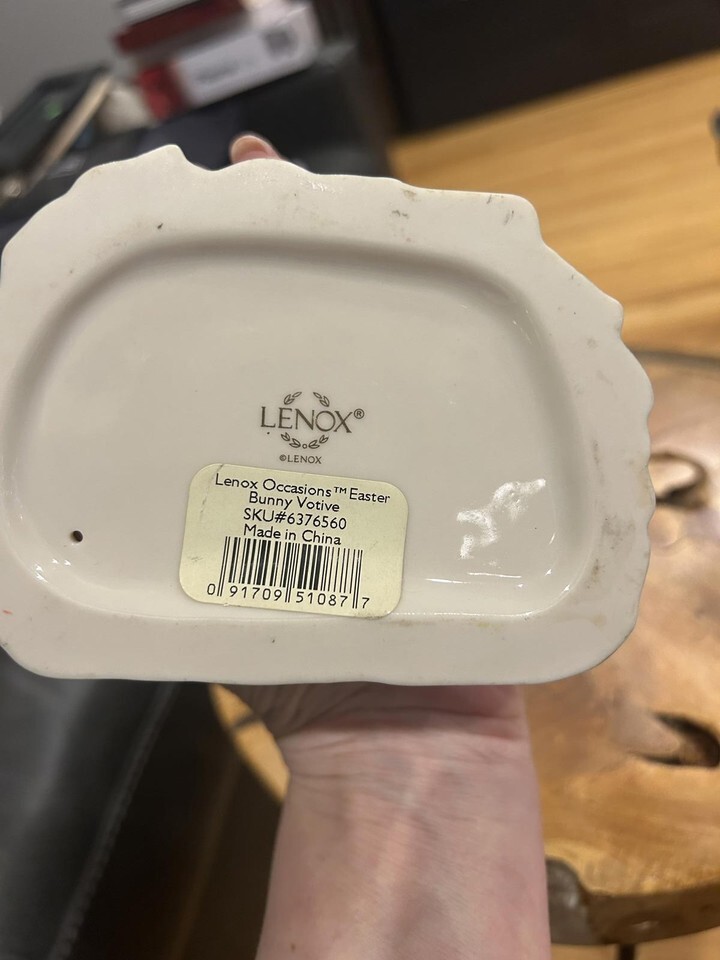 LENOX®
©LENOX
Lenox Occasions™ Easter
Bunny Votive
SKU#6376560
Made in China
0 91709 51087 7